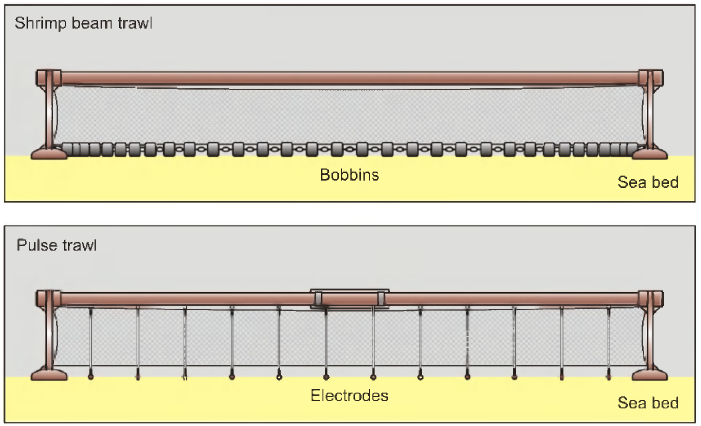 Shrimp beam trawl
Bobbins
Sea bed
Pulse trawl
Electrodes
Sea bed